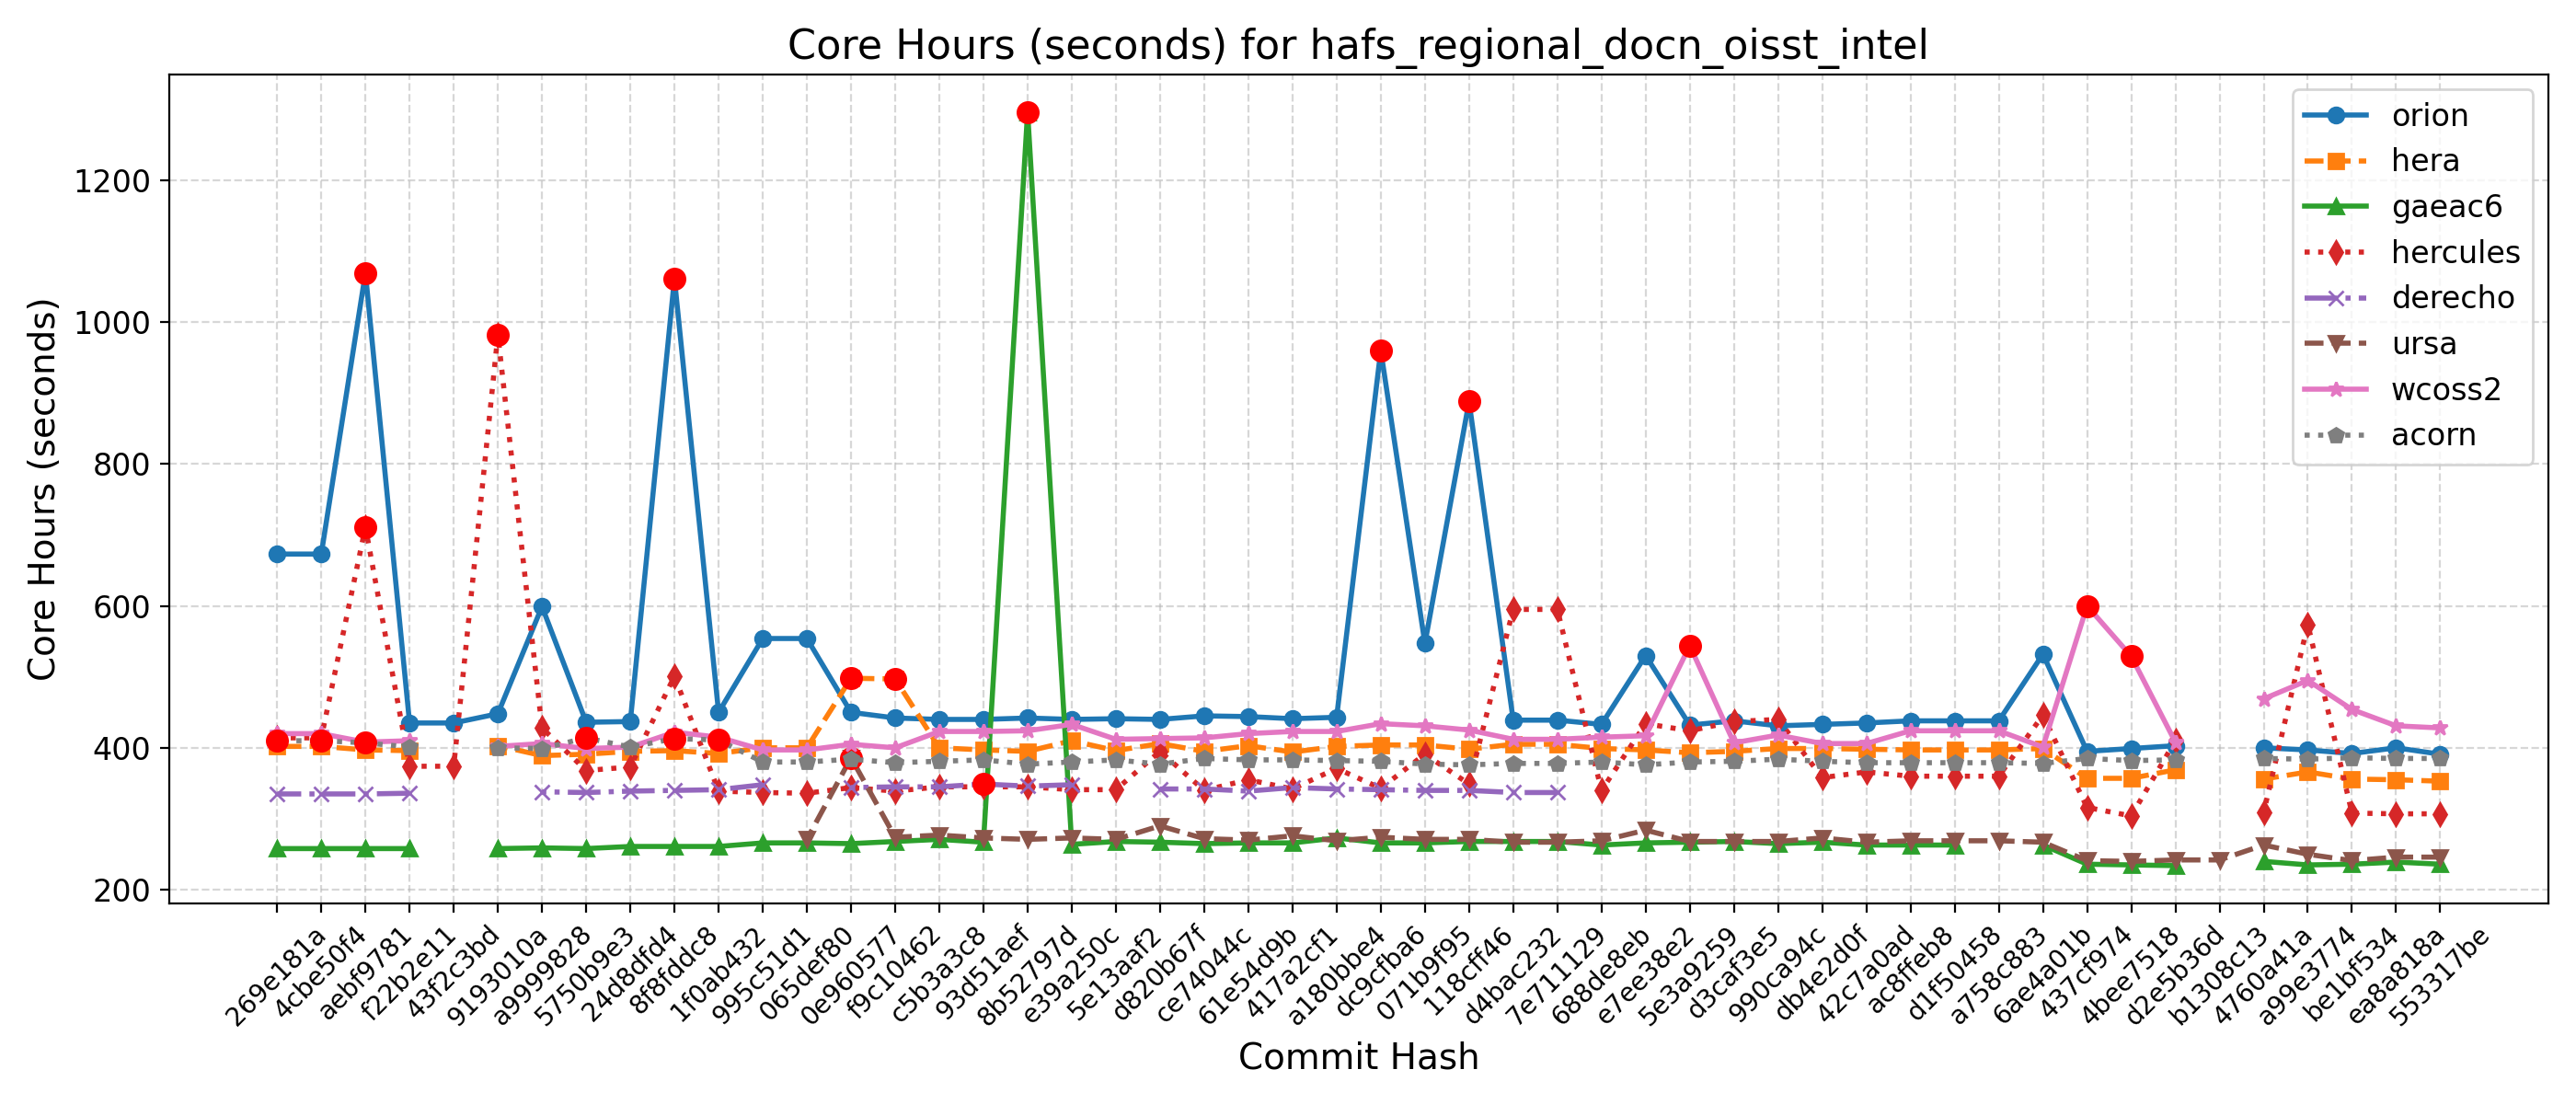 Core Hours (seconds) for hafs_regional_docn_oisst_intel
Core Hours (seconds)
1200
1000
800
600
400
200
orion
hera
gaeac6
hercules
derecho
ursa
wcoss2
acorn
269e181a
4cbe50f4
aebf9781
f22b2e11
43f2c3bd
9193010a
a9999828
5750b9e3
24d8dfd4
8f8fddc8
1f0ab432
995c51d1
065def80
0e960577
f9c10462
c5b3a3c8
93d51aef
8b52797d
e39a250c
5e13aaf2
d820b67f
ce74044c
61e54d9b
417a2cf1
a180bbe4
dc9cfba6
071b9f95
118cff46
d4bac232
7e711129
688de8eb
e7ee38e2
5e3a9259
d3caf3e5
990ca94c
db4e2d0f
42c7a0ad
ac8ffeb8
d1f50458
a758c883
6ae4a01b
437cf974
4bee7518
d2e5b36d
b1308c13
4760a41a
a99e3774
be1bf534
ea8a818a
553317be
Commit Hash